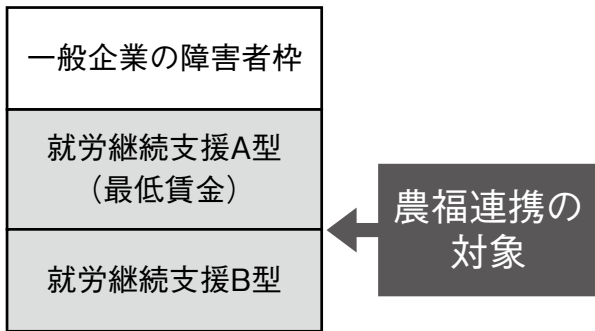 一般企業の障害者枠
就労継続支援A型
（最低賃金）
就労継続支援B型
農福連携の
対象